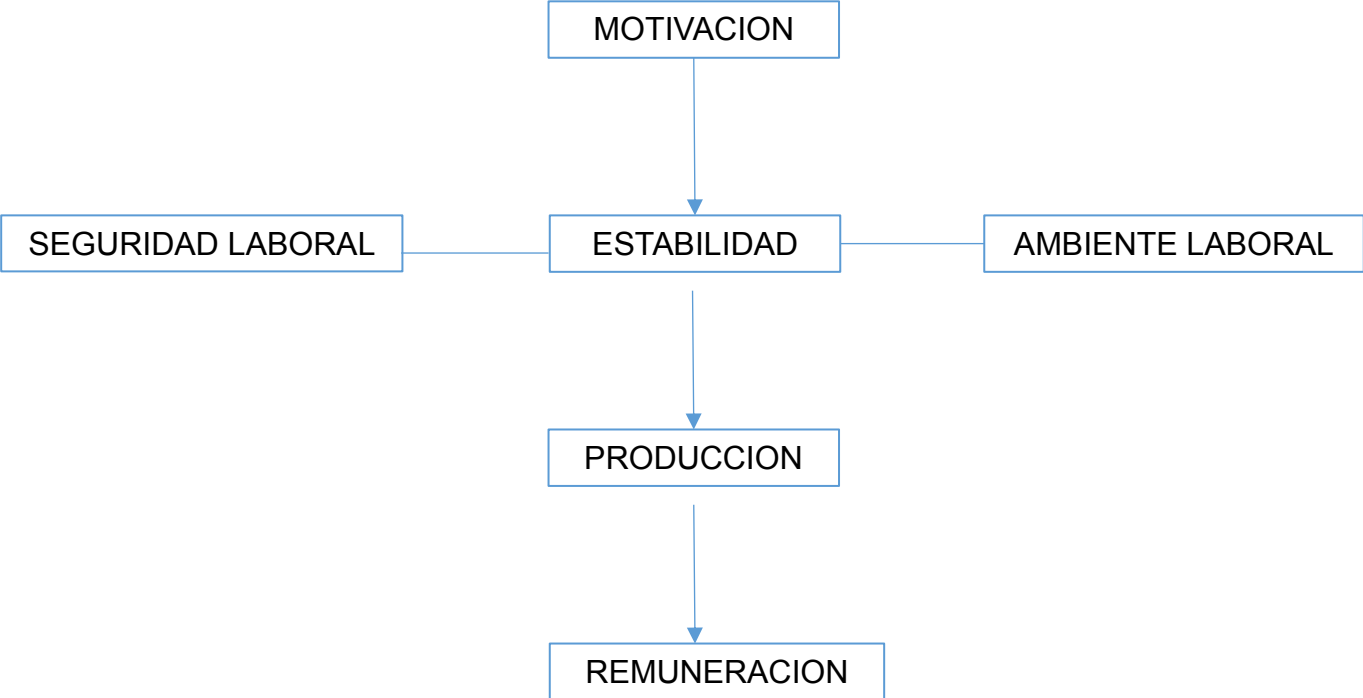 MOTIVACION
SEGURIDAD LABORAL
ESTABILIDAD
AMBIENTE LABORAL
PRODUCCION
REMUNERACION